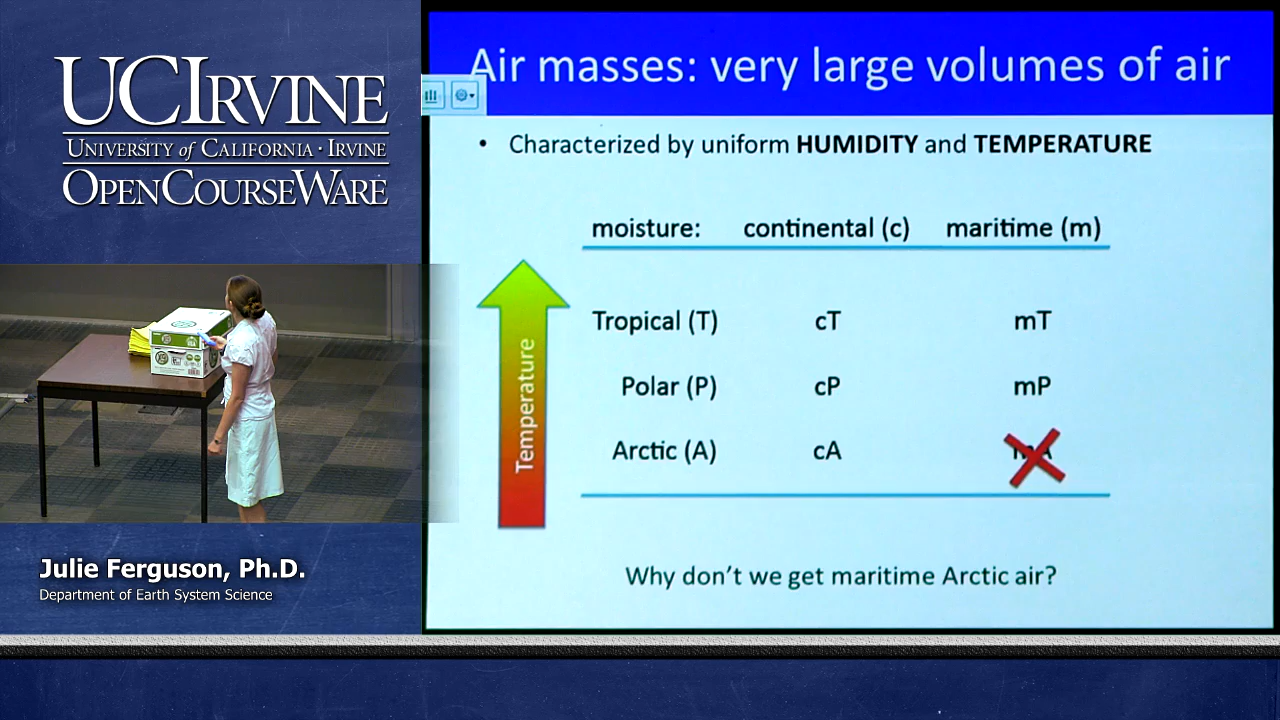 UCIRVINE
UNIVERSITY of CALIFORNIA · IRVINE
OPENCOURSEWARE
Julie Ferguson, Ph.D.
Department of Earth System Science
Air masses: very large volumes of air
• Characterized by uniform HUMIDITY and TEMPERATURE
moisture: continental (c) maritime (m)
Temperature
Tropical (T) cT mT
Polar (P) cP mP
Arctic (A) cA
Why don't we get maritime Arctic air?